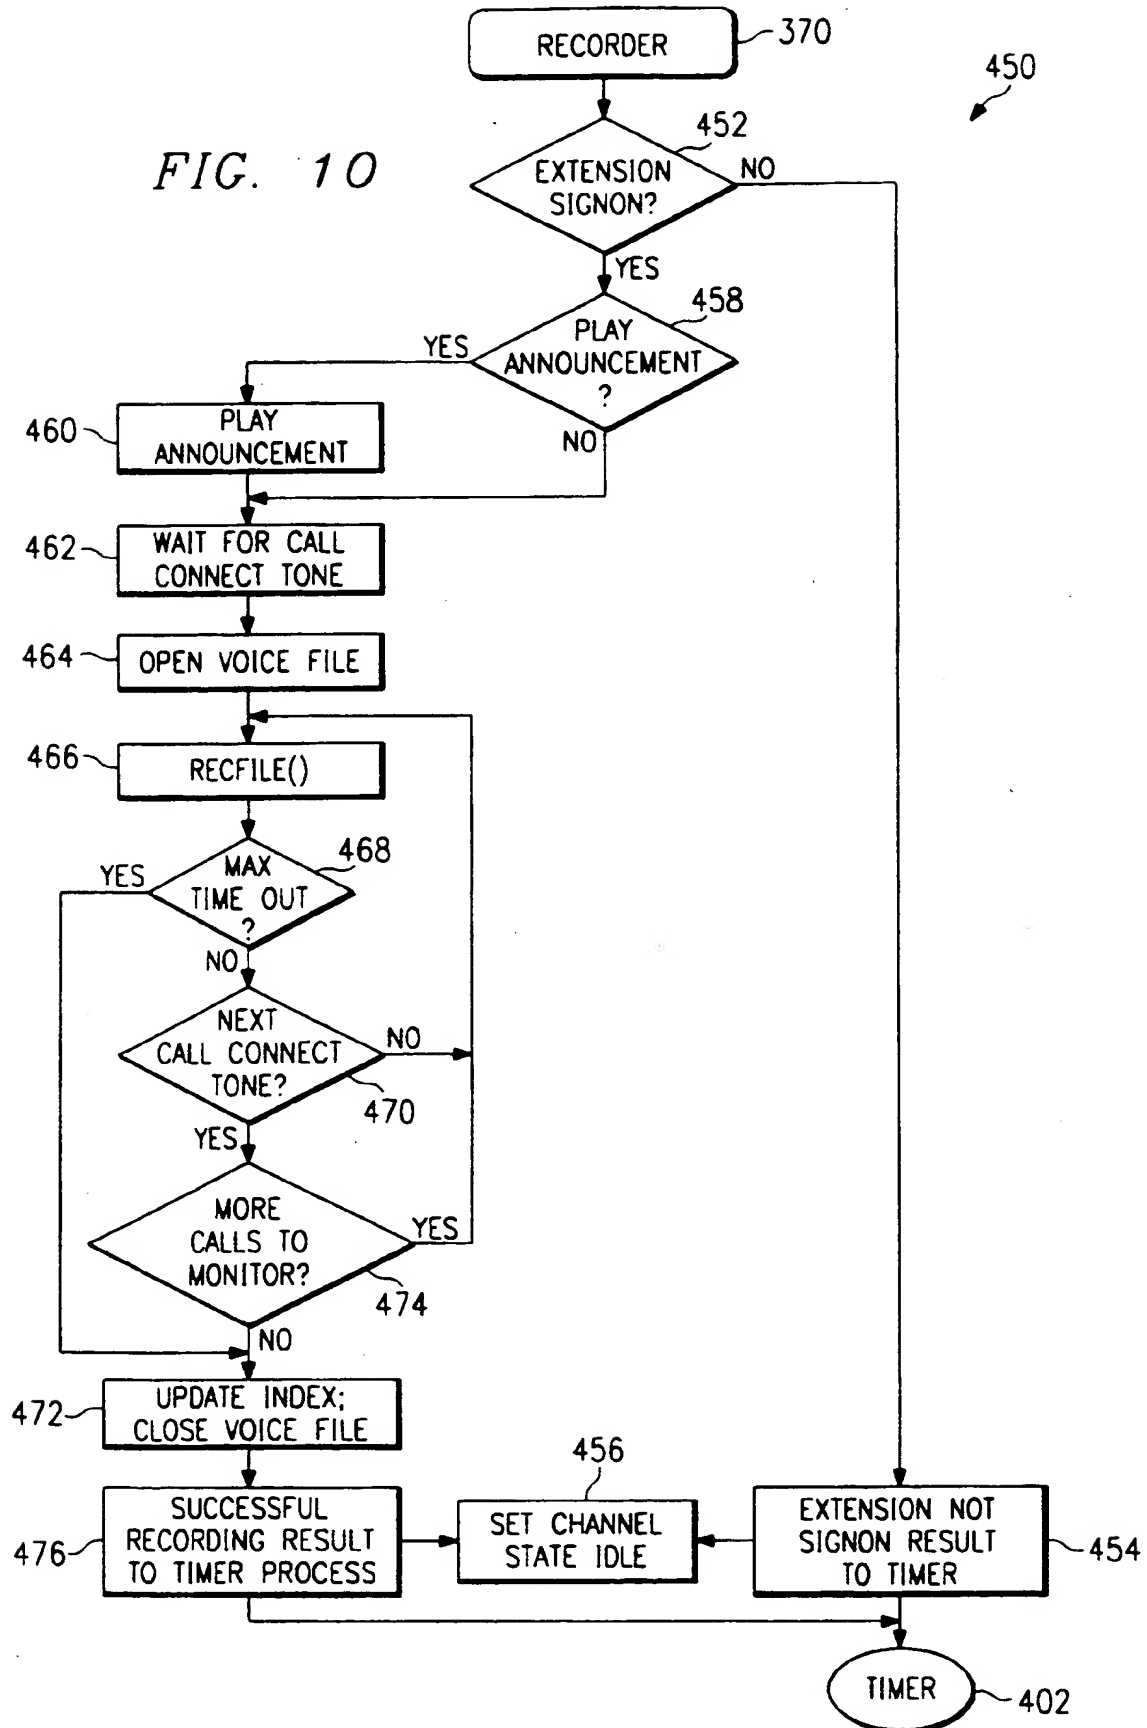 RECORDER
370
450
FIG. 10
452
EXTENSION
SIGNON?
NO
YES
458
PLAY
ANNOUNCEMENT
?
YES
NO
460
PLAY
ANNOUNCEMENT
462
WAIT FOR CALL
CONNECT TONE
464
OPEN VOICE FILE
466
RECFILE()
468
MAX
TIME OUT
?
YES
NO
NEXT
CALL CONNECT
TONE?
NO
470
YES
MORE
CALLS TO
MONITOR?
YES
474
NO
472
UPDATE INDEX;
CLOSE VOICE FILE
476
SUCCESSFUL
RECORDING RESULT
TO TIMER PROCESS
456
SET CHANNEL
STATE IDLE
EXTENSION NOT
SIGNON RESULT
TO TIMER
454
TIMER
402